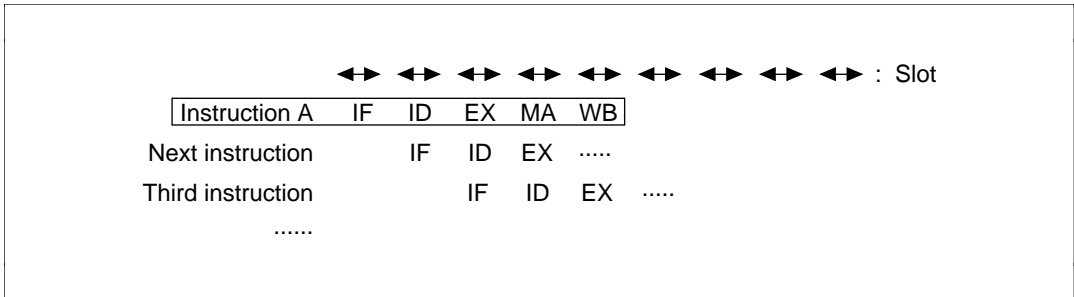 : Slot
Instruction A IF ID EX MA WB
Next instruction IF ID EX .....
Third instruction IF ID EX .....
......